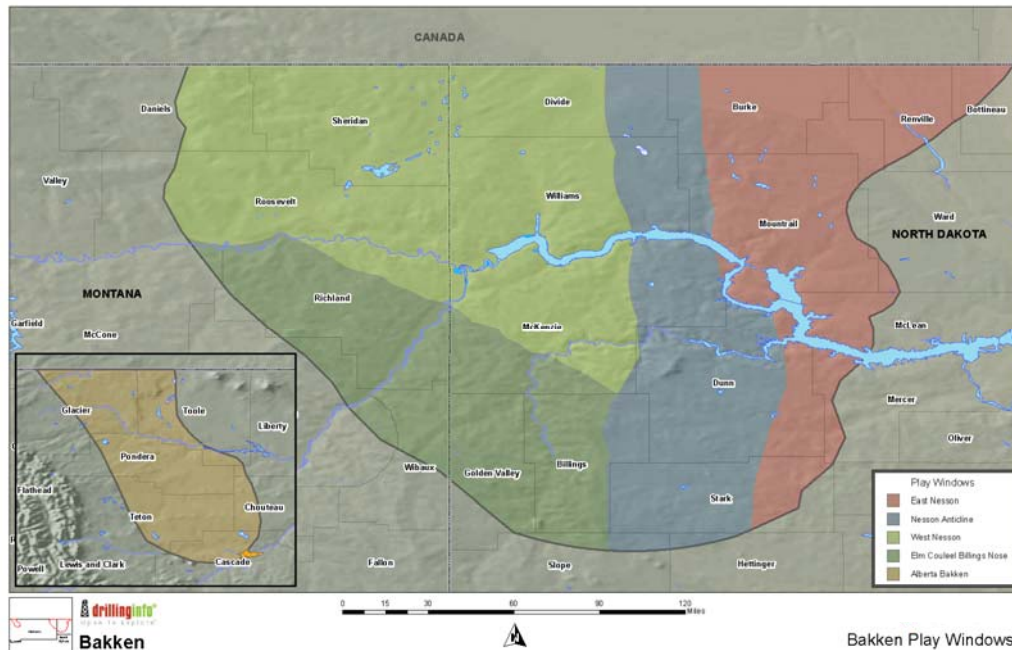 CANADA
Daniels
Sheridan
Divide
Burke
Renville
Bottineau
Valley
Roosevelt
Williams
Mountrail
Ward
NORTH DAKOTA
MONTANA
Richland
Garfield
McCone
McKenzie
McLean
Dunn
Mercer
Oliver
Glacier
Toole
Liberty
Pondera
Flathead
Teton
Chouteau
Powell
Lewis and Clark
Cascade
Wibaux
Golden Valley
Billings
Stark
Fallon
Slope
Hettinger
Play Windows
East Nesson
Nesson Anticline
West Nesson
Elm Couleel Billings Nose
Alberta Bakken
0 15 30 60 90 120
Miles
drillinginfo
Bakken
Bakken Play Windows